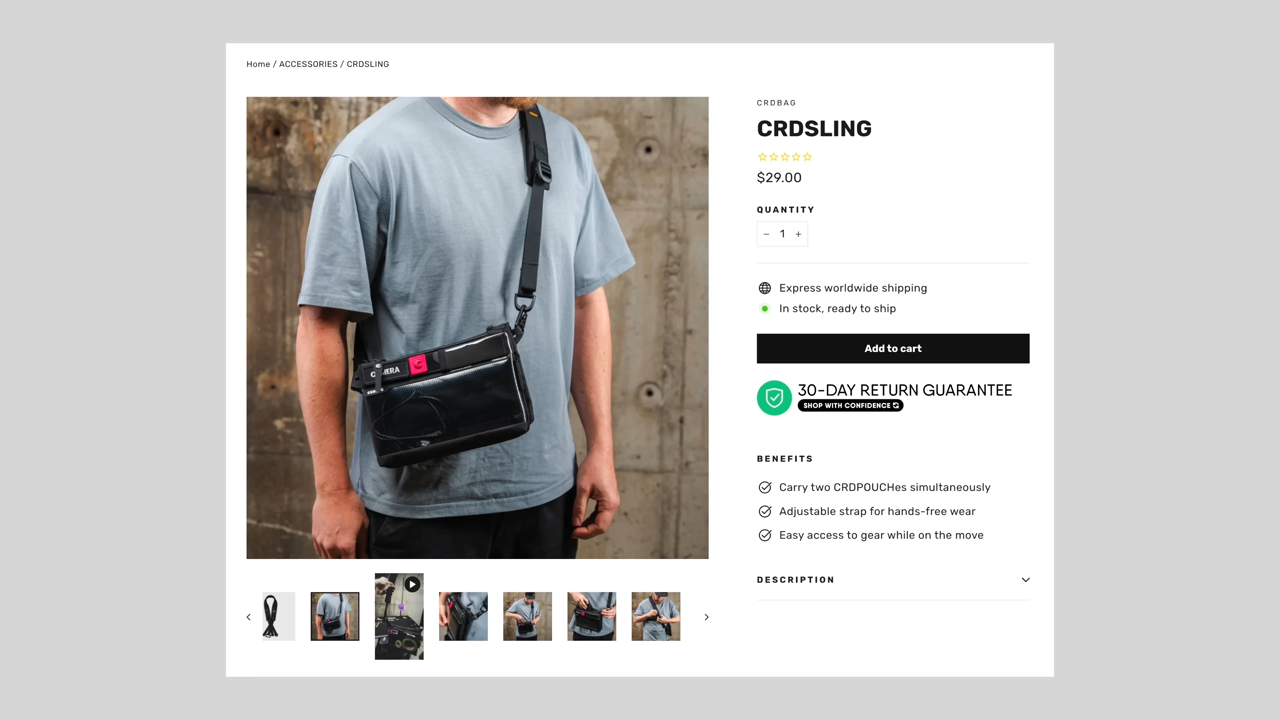 Home / ACCESSORIES / CRDSLING
CRDBAG
CRDSLING
$29.00
QUANTITY
− 1 +
Express worldwide shipping
In stock, ready to ship
Add to cart
30-DAY RETURN GUARANTEE
SHOP WITH CONFIDENCE
BENEFITS
Carry two CRDPOUCHes simultaneously
Adjustable strap for hands-free wear
Easy access to gear while on the move
DESCRIPTION